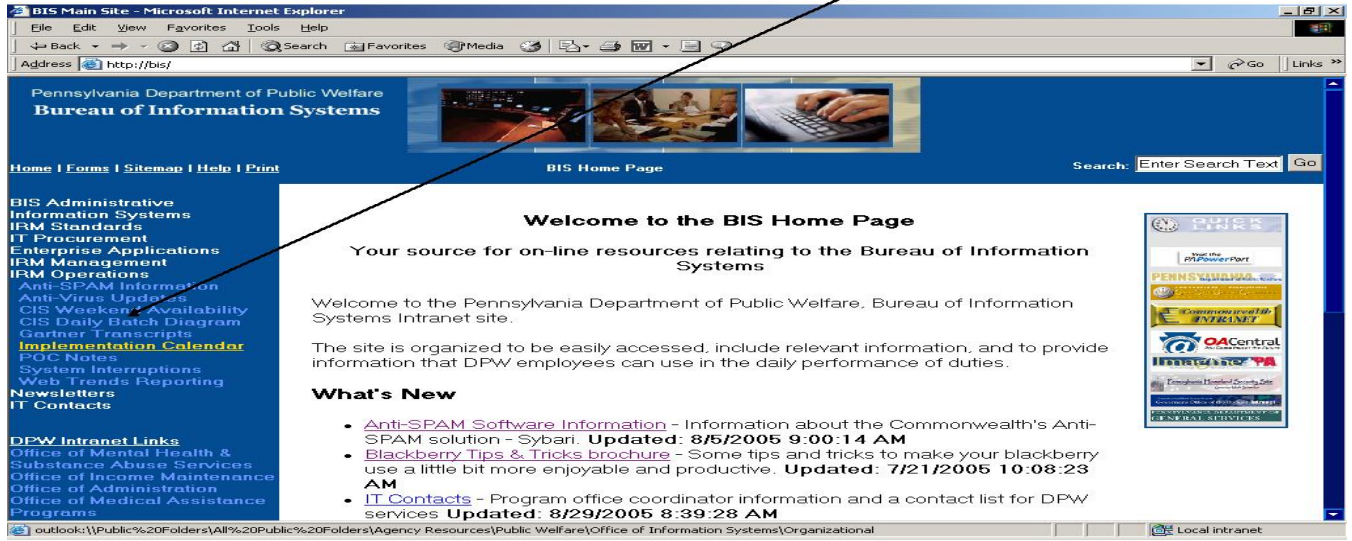 BIS Main Site - Microsoft Internet Explorer
File Edit View Favorites Tools Help
Back Search Favorites Media
Address http://bis/ Go Links »
Pennsylvania Department of Public Welfare
Bureau of Information Systems
Home | Forms | Sitemap | Help | Print
BIS Home Page
Search: Enter Search Text Go
BIS Administrative
Information Systems
IRM Standards
IT Procurement
Enterprise Applications
IRM Management
IRM Operations
Anti-SPAM Information
Anti-Virus Updates
CIS Weekend Availability
CIS Daily Batch Diagram
Gartner Transcripts
Implementation Calendar
POC Notes
System Interruptions
Web Trends Reporting
Newsletters
IT Contacts
DPW Intranet Links
Office of Mental Health &
Substance Abuse Services
Office of Income Maintenance
Office of Administration
Office of Medical Assistance
Programs
Welcome to the BIS Home Page
Your source for on-line resources relating to the Bureau of Information
Systems
Welcome to the Pennsylvania Department of Public Welfare, Bureau of Information
Systems Intranet site.
The site is organized to be easily accessed, include relevant information, and to provide
information that DPW employees can use in the daily performance of duties.
What's New
• Anti-SPAM Software Information - Information about the Commonwealth's Anti-
SPAM solution - Sybari. Updated: 8/5/2005 9:00:14 AM
• Blackberry Tips & Tricks brochure - Some tips and tricks to make your blackberry
use a little bit more enjoyable and productive. Updated: 7/21/2005 10:08:23
AM
• IT Contacts - Program office coordinator information and a contact list for DPW
services Updated: 8/29/2005 8:39:28 AM
QUICK
LINKS
Visit the
PAPowerPort
PENNSYLVANIA
Commonwealth
INTRANET
OACentral
Imagine PA
Pennsylvania Homeland Security Site
PENNSYLVANIA DEPARTMENT OF
GENERAL SERVICES
outlook:\\Public%20Folders\All%20Public%20Folders\Agency Resources\Public Welfare\Office of Information Systems\Organizational
Local intranet